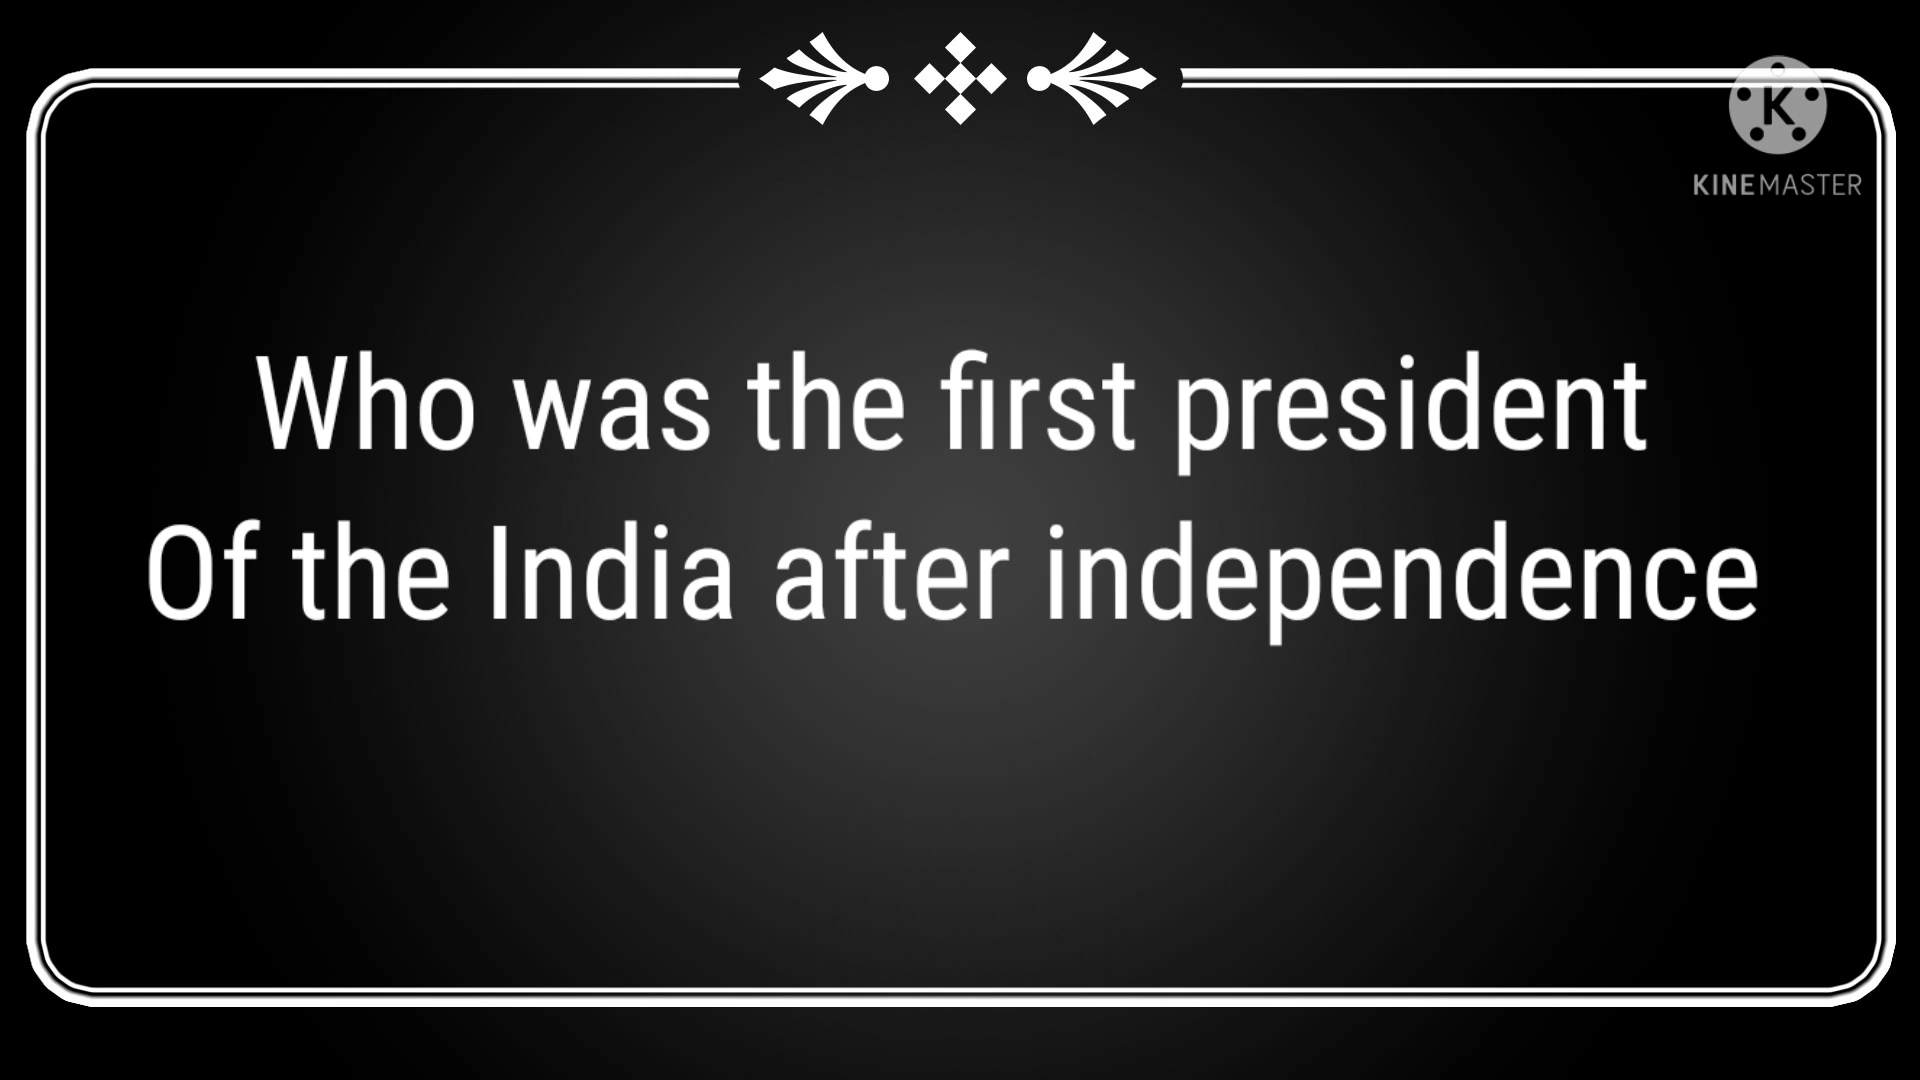 K
KINEMASTER
Who was the first president
Of the India after independence